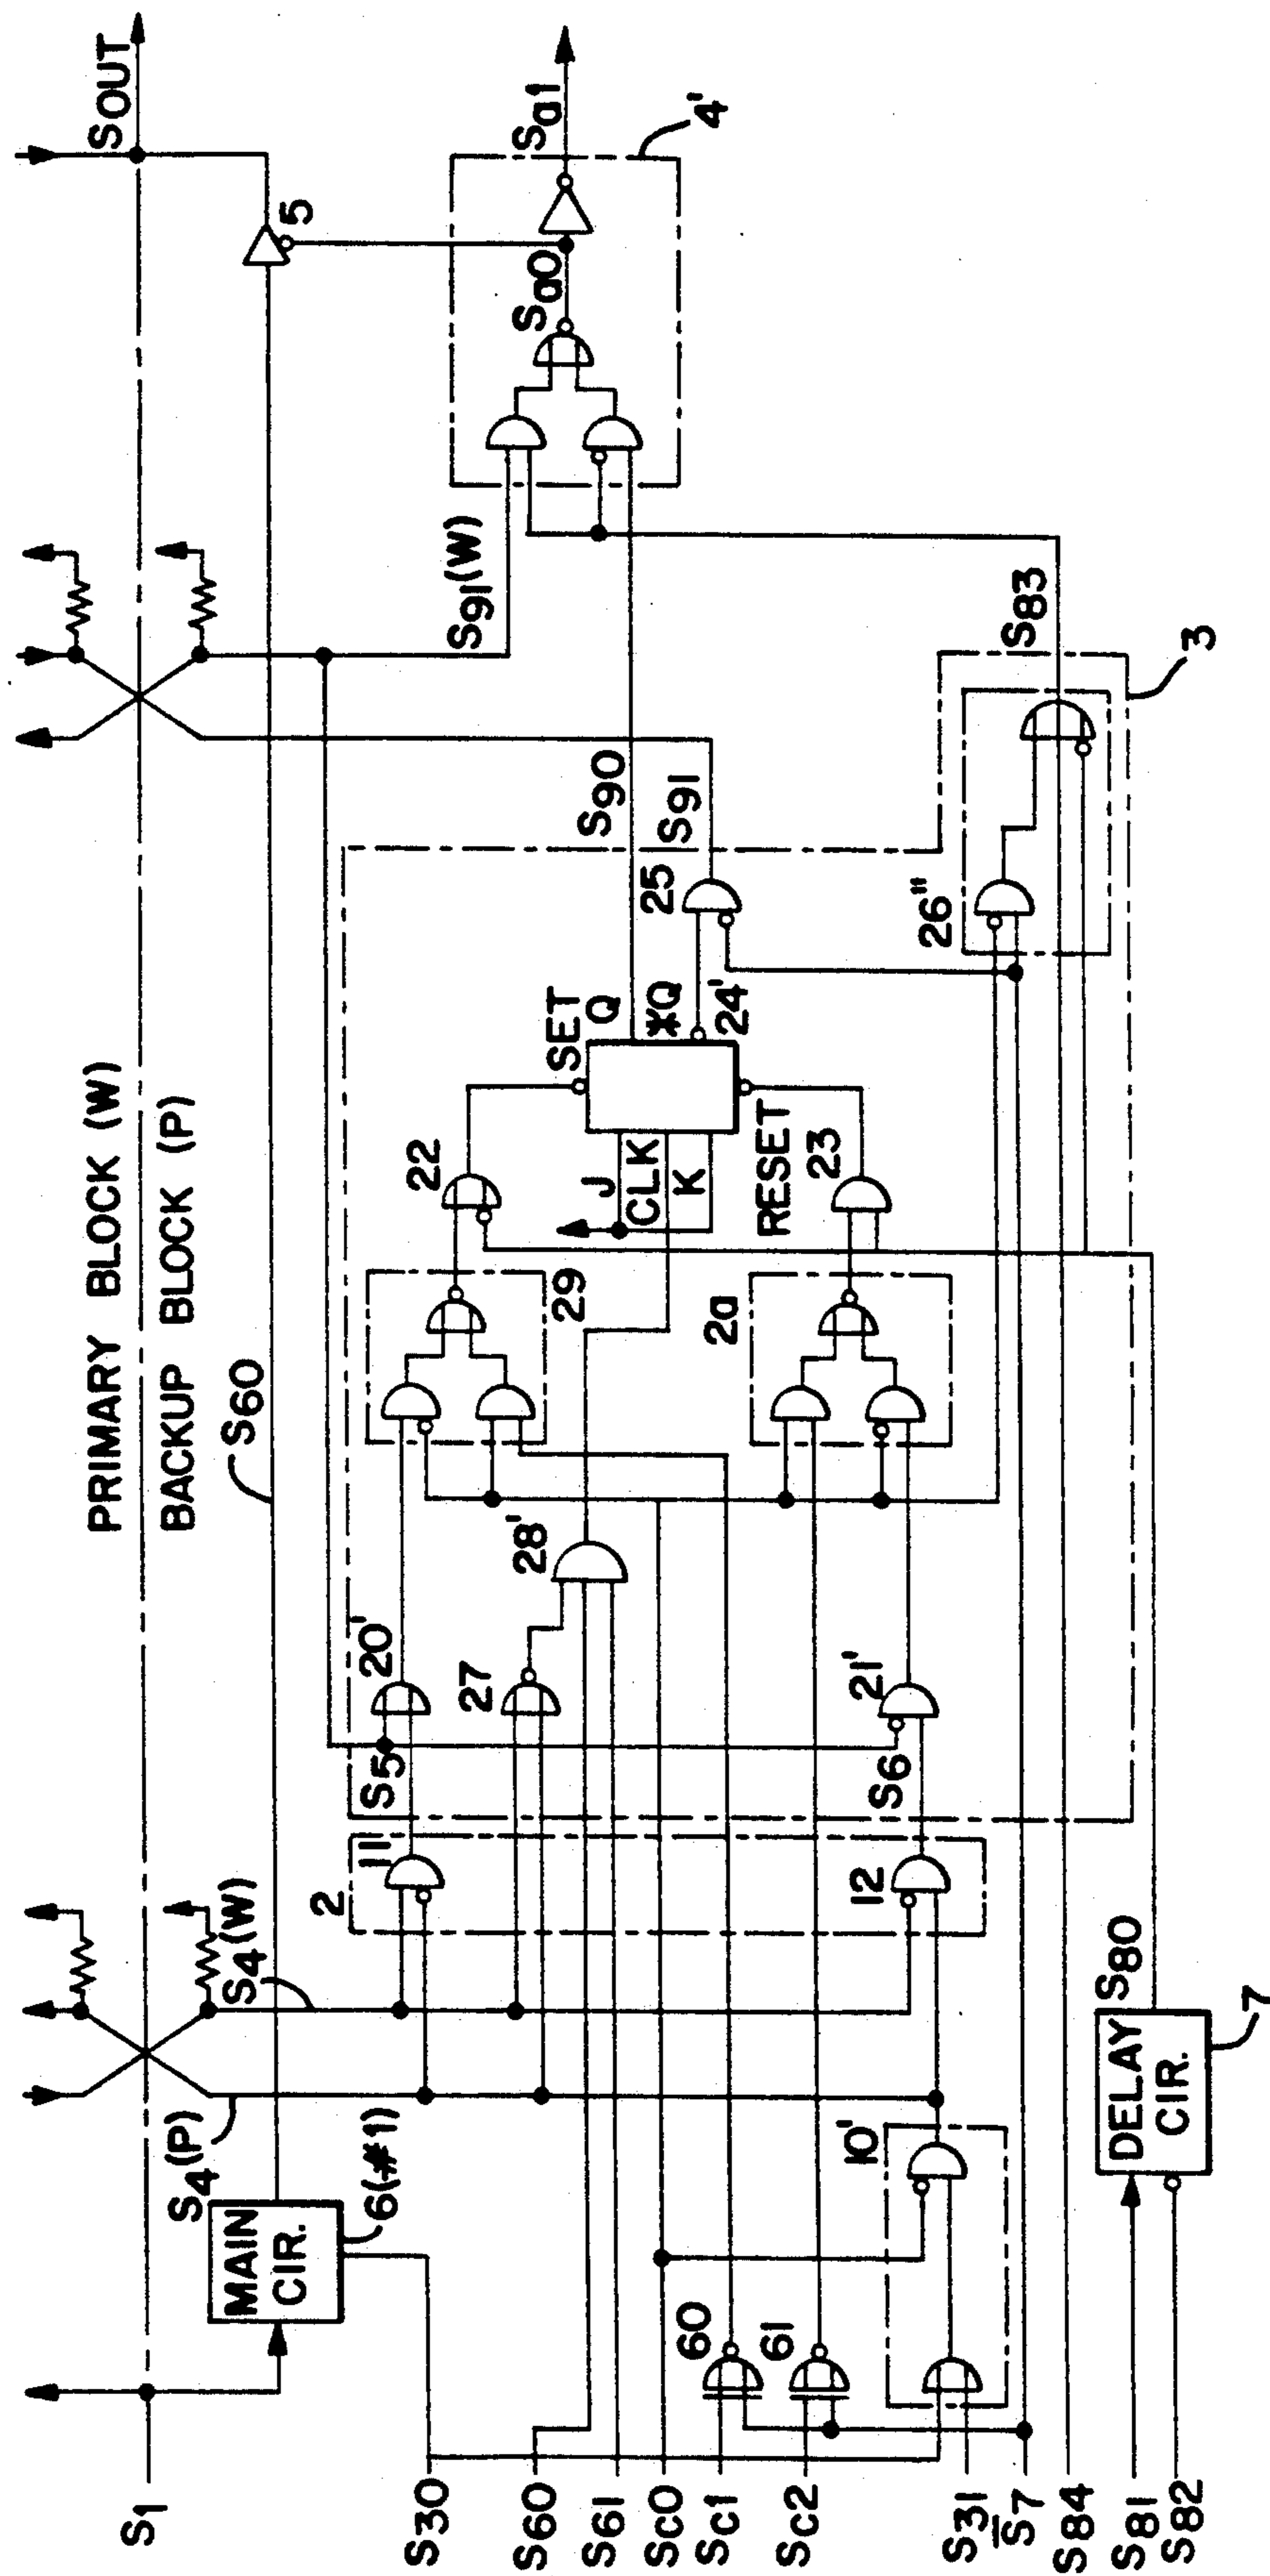 S1
SOUT
PRIMARY BLOCK (W)
BACKUP BLOCK (P)
S60
S4(P)
S4(W)
MAIN CIR.
6(#1)
5
S91(W)
Sa0
Sa1
4'
2
11
S5
20'
29
22
SET
Q
*Q
24'
J
CLK
K
RESET
S90
25
S91
27
28'
S30
S60
S61
Sc0
Sc1
Sc2
60
61
10'
12
S6
21'
2a
23
26"
S83
3
S31
S7
S84
S81
S82
DELAY CIR.
S80
7